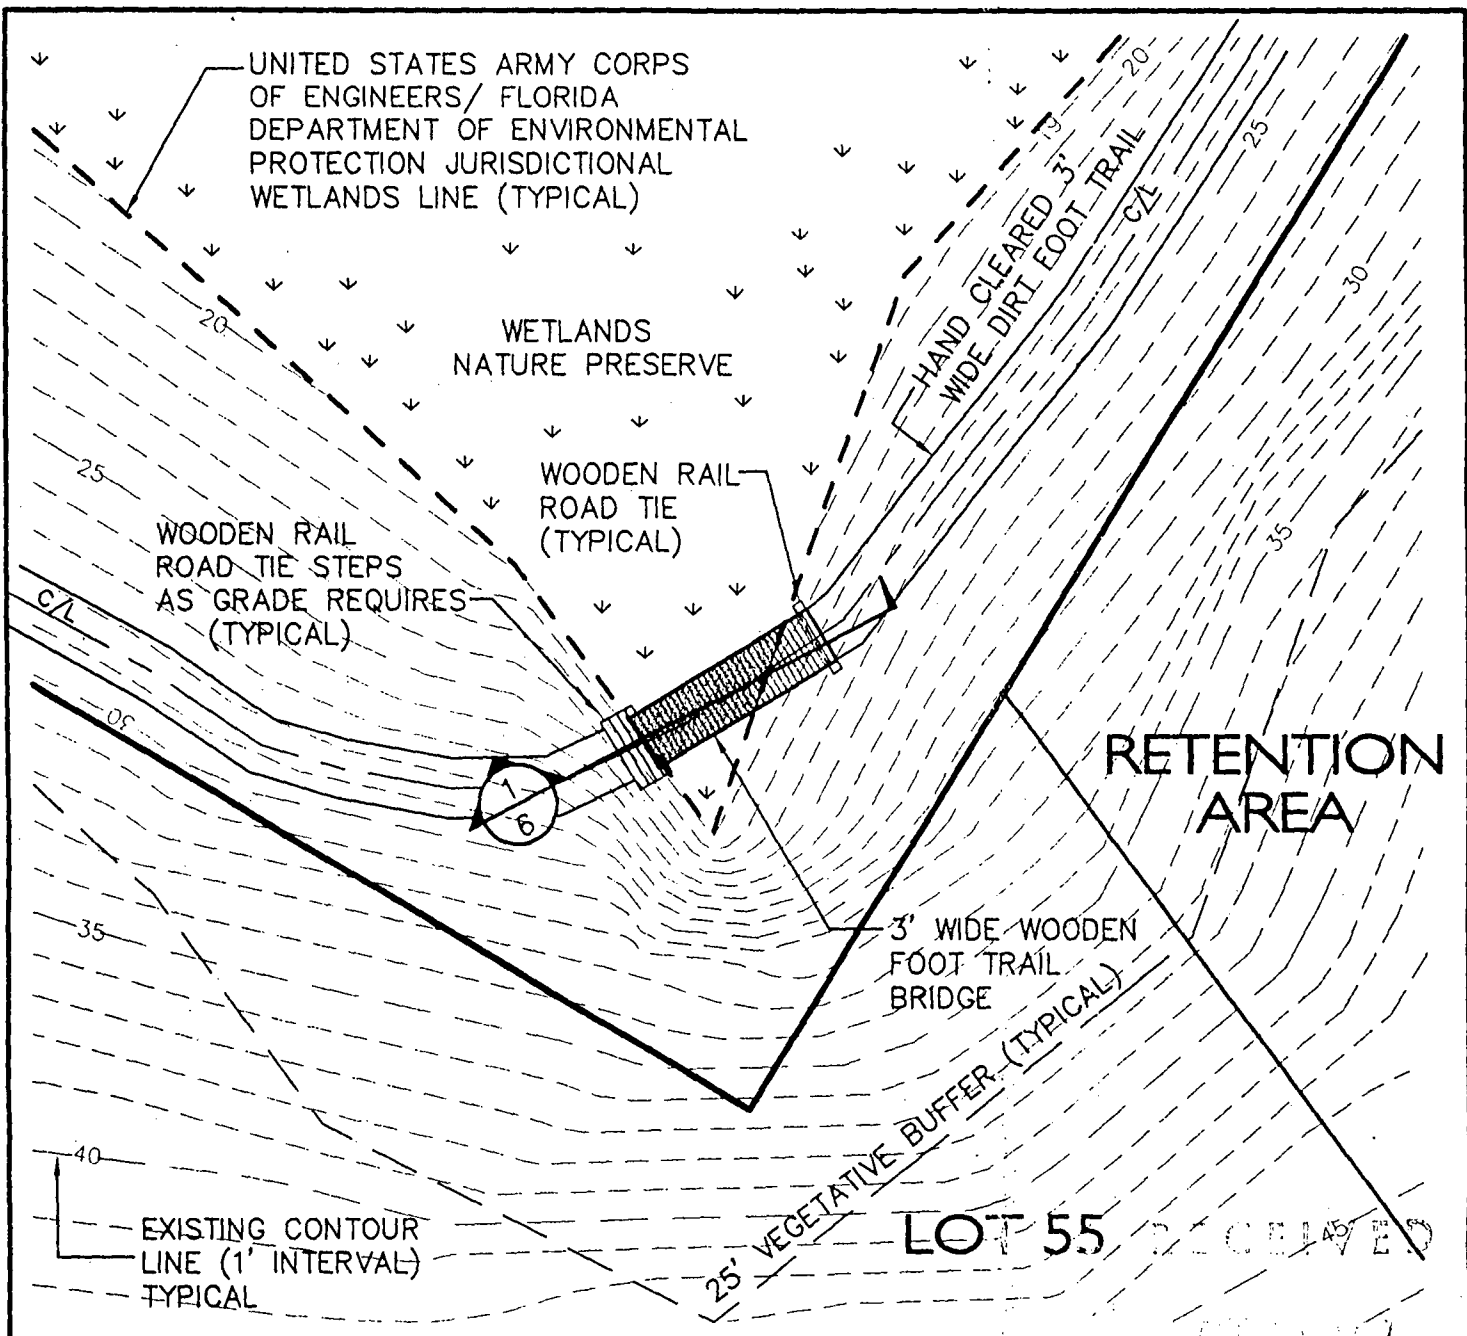 UNITED STATES ARMY CORPS
OF ENGINEERS/ FLORIDA
DEPARTMENT OF ENVIRONMENTAL
PROTECTION JURISDICTIONAL
WETLANDS LINE (TYPICAL)
20
19
25
HAND CLEARED 3'
WIDE DIRT FOOT TRAIL
C/L
30
20
WETLANDS
NATURE PRESERVE
25
WOODEN RAIL
ROAD TIE
(TYPICAL)
35
WOODEN RAIL
ROAD TIE STEPS
AS GRADE REQUIRES
(TYPICAL)
C/L
30
1
6
RETENTION
AREA
35
3' WIDE WOODEN
FOOT TRAIL
BRIDGE
25' VEGETATIVE BUFFER (TYPICAL)
40
EXISTING CONTOUR
LINE (1' INTERVAL)
TYPICAL
LOT 55
RECEIVED
45